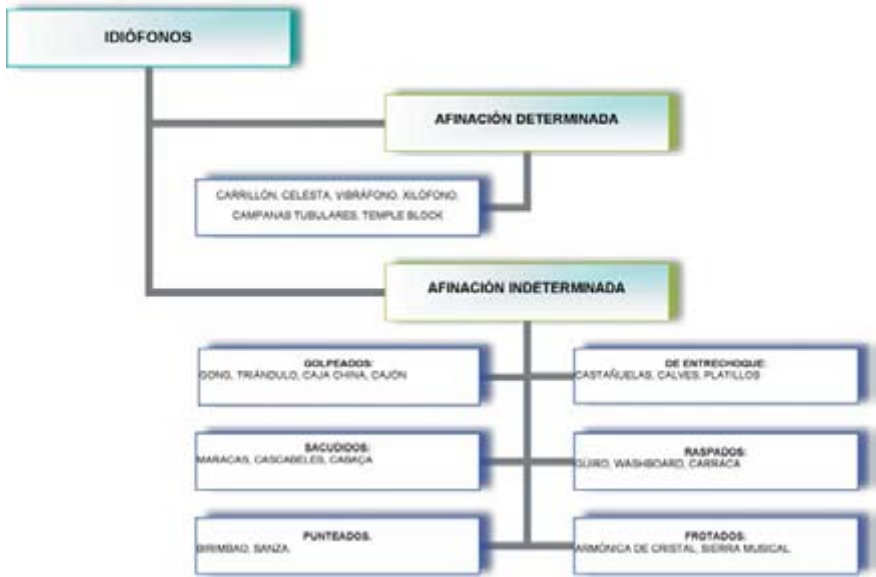 IDIÓFONOS
AFINACIÓN DETERMINADA
CARRILLÓN, CELESTA, VIBRÁFONO, XILÓFONO,
CAMPANAS TUBULARES, TEMPLE BLOCK
AFINACIÓN INDETERMINADA
GOLPEADOS:
GONG, TRIÁNDULO, CAJA CHINA, CAJÓN
DE ENTRECHOQUE:
CASTAÑUELAS, CALVES, PLATILLOS
SACUDIDOS:
MARACAS, CASCABELES, CABAÇA
RASPADOS:
GÜIRO, WASHBOARD, CARRACA
PUNTEADOS:
BIRIMBAO, SANZA
FROTADOS:
ARMÓNICA DE CRISTAL, SIERRA MUSICAL